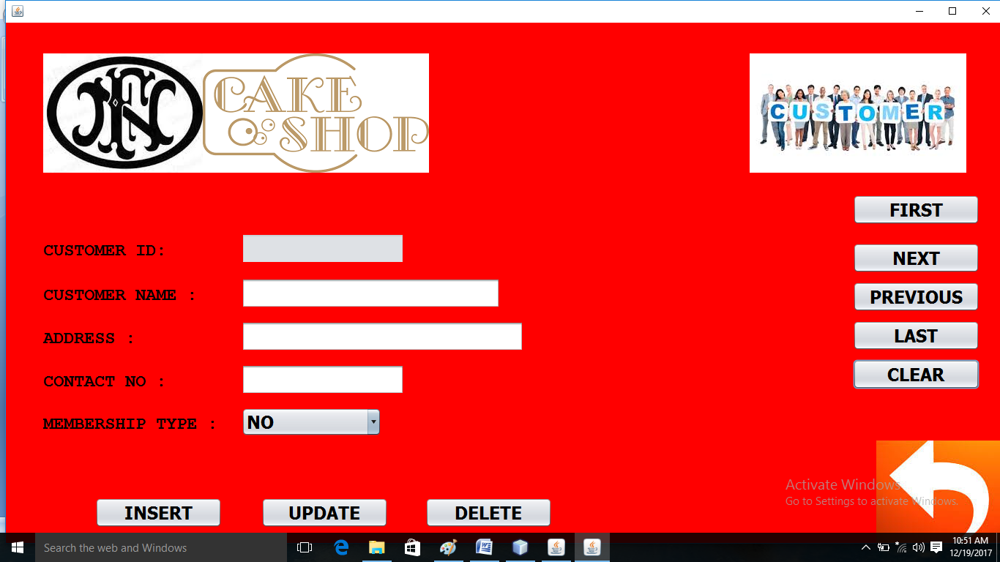 FN
CAKE
SHOP
CUSTOMER
FIRST
CUSTOMER ID:
NEXT
CUSTOMER NAME :
PREVIOUS
ADDRESS :
LAST
CONTACT NO :
CLEAR
MEMBERSHIP TYPE :
NO
Activate Windows
Go to Settings to activate Windows.
INSERT
UPDATE
DELETE
Search the web and Windows
10:51 AM
12/19/2017